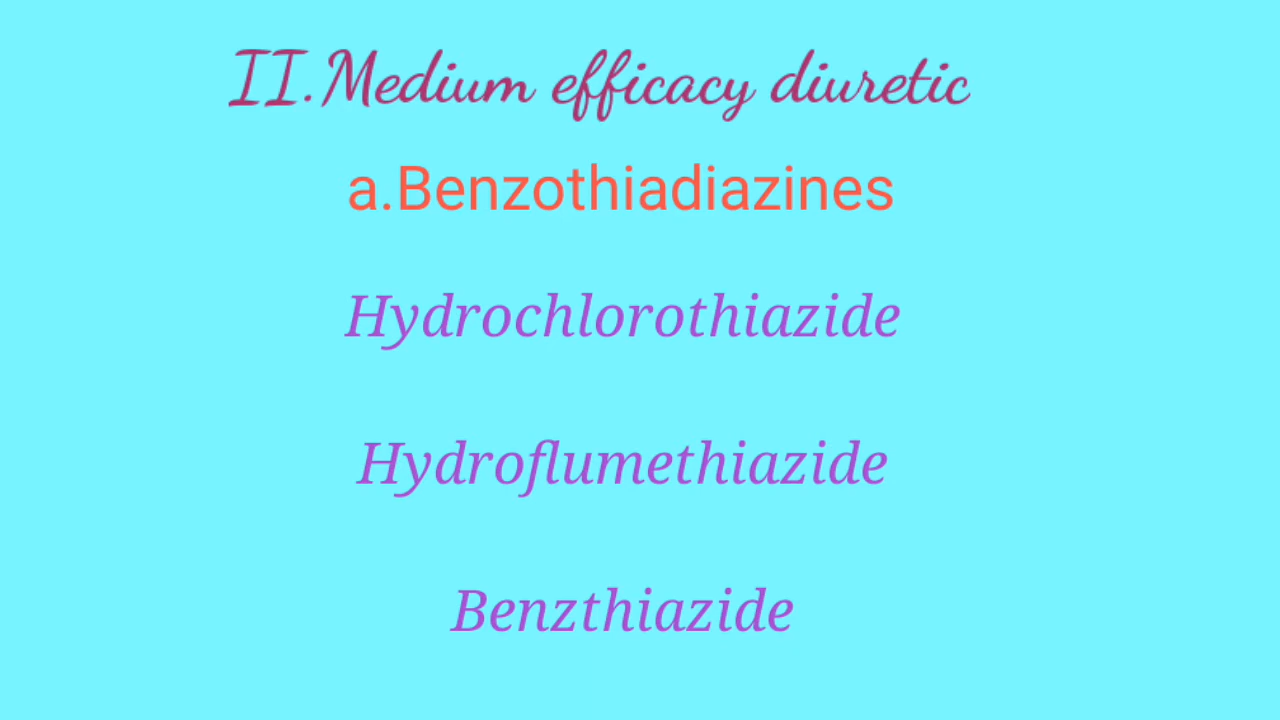 II.Medium efficacy diuretic
a.Benzothiadiazines
Hydrochlorothiazide
Hydroflumethiazide
Benzthiazide